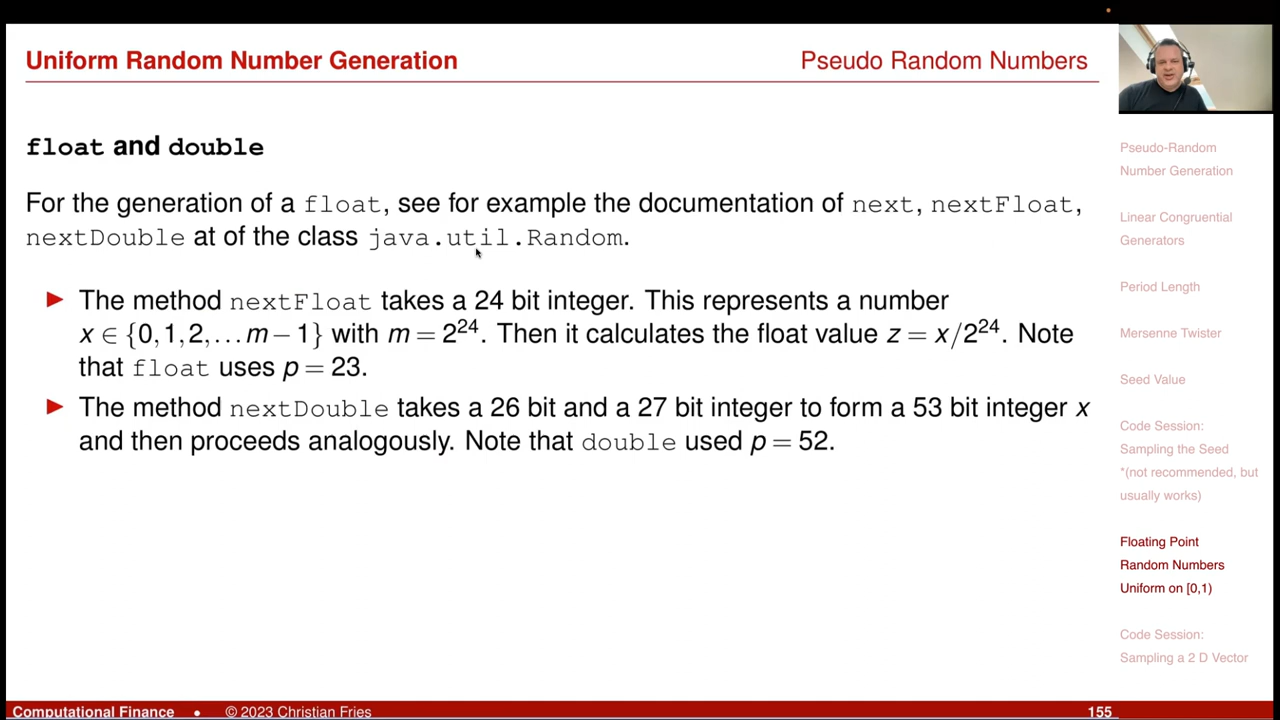 Uniform Random Number Generation
Pseudo Random Numbers
float and double
For the generation of a float, see for example the documentation of next, nextFloat,
nextDouble at of the class java.util.Random.
► The method nextFloat takes a 24 bit integer. This represents a number
x ∈ {0,1,2,...m−1} with m = 2²⁴. Then it calculates the float value z = x/2²⁴. Note
that float uses p = 23.
► The method nextDouble takes a 26 bit and a 27 bit integer to form a 53 bit integer x
and then proceeds analogously. Note that double used p = 52.
Pseudo-Random
Number Generation
Linear Congruential
Generators
Period Length
Mersenne Twister
Seed Value
Code Session:
Sampling the Seed
*(not recommended, but
usually works)
Floating Point
Random Numbers
Uniform on [0,1)
Code Session:
Sampling a 2 D Vector
Computational Finance • © 2023 Christian Fries
155